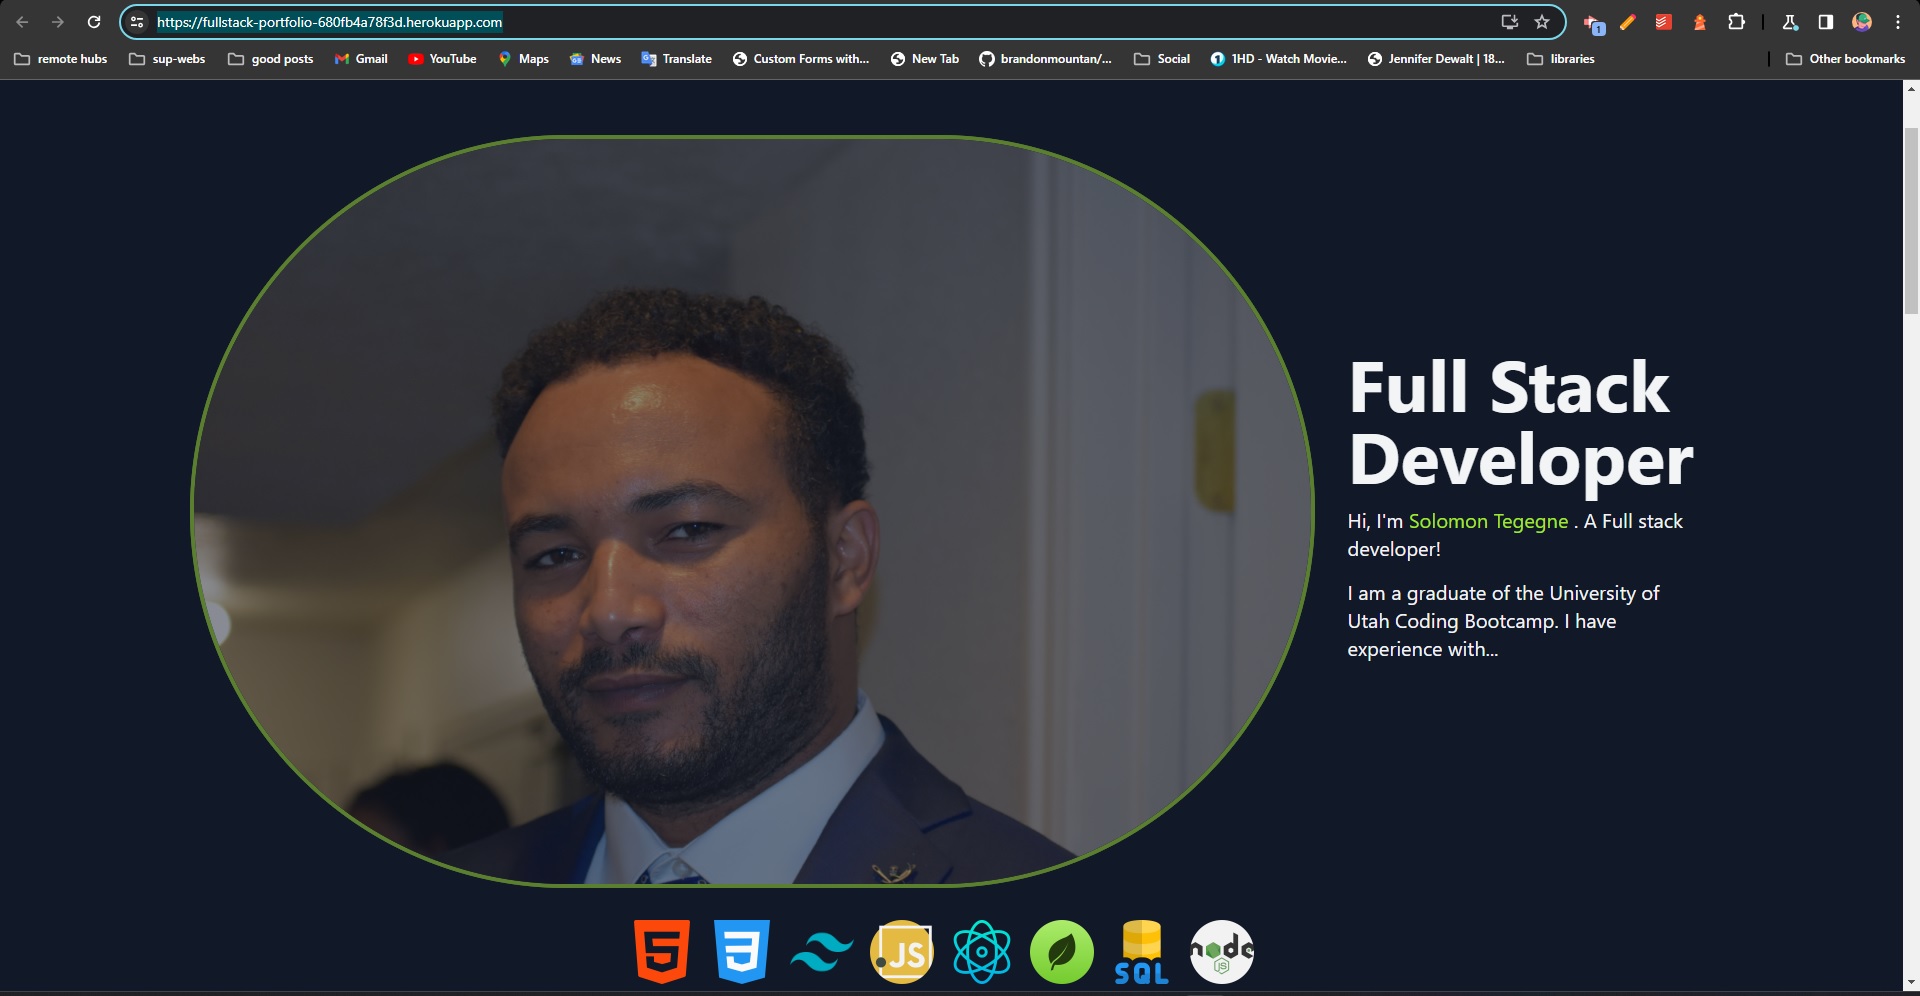 https://fullstack-portfolio-680fb4a78f3d.herokuapp.com
1
remote hubs
sup-webs
good posts
Gmail
YouTube
Maps
News
Translate
Custom Forms with...
New Tab
brandonmountan/...
Social
1HD - Watch Movie...
Jennifer Dewalt | 18...
libraries
Other bookmarks
Full Stack
Developer
Hi, I'm Solomon Tegegne . A Full stack
developer!
I am a graduate of the University of
Utah Coding Bootcamp. I have
experience with...
5
3
JS
SQL
node
JS